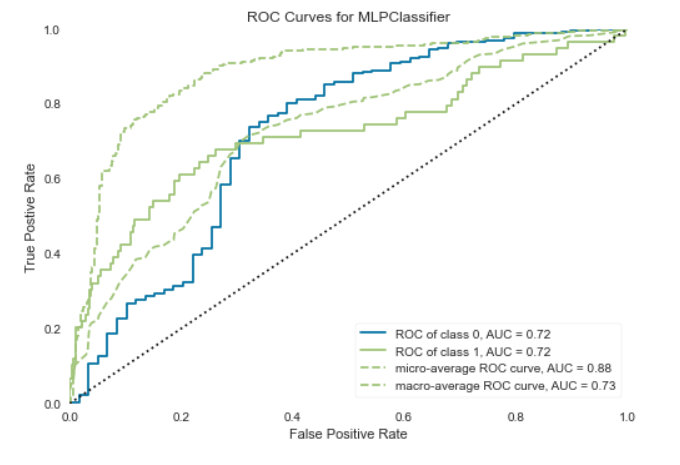 ROC Curves for MLPClassifier
True Postive Rate
1.0
0.8
0.6
0.4
0.2
0.0
ROC of class 0, AUC = 0.72
ROC of class 1, AUC = 0.72
micro-average ROC curve, AUC = 0.88
macro-average ROC curve, AUC = 0.73
0.0 0.2 0.4 0.6 0.8 1.0
False Positive Rate